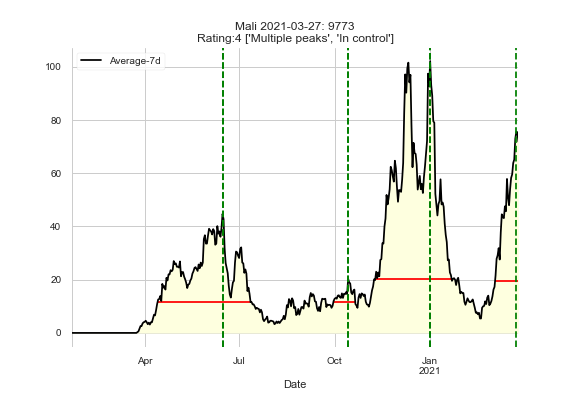 Mali 2021-03-27: 9773
Rating:4 ['Multiple peaks', 'In control']
Average-7d
100
80
60
40
20
0
Apr
Jul
Oct
Jan
2021
Date